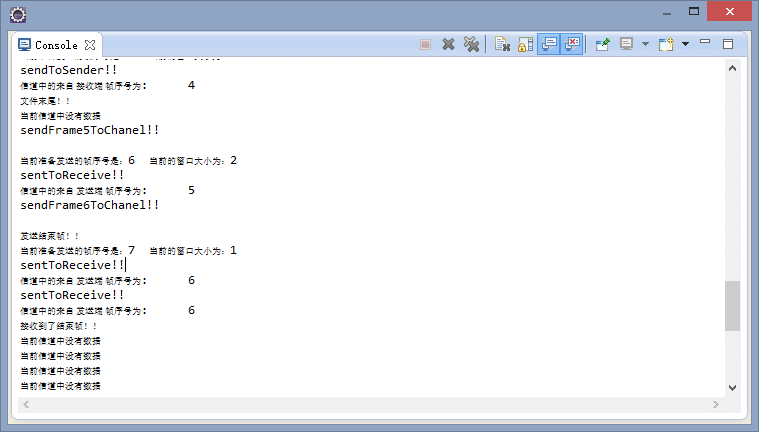 Console
sendToSender!!
信道中的来自 接收端 帧序号为: 4
文件末尾!!
当前信道中没有数据
sendFrame5ToChanel!!
当前准备发送的帧序号是: 6 当前的窗口大小为: 2
sentToReceive!!
信道中的来自 发送端 帧序号为: 5
sendFrame6ToChanel!!
发送结束帧!!
当前准备发送的帧序号是: 7 当前的窗口大小为: 1
sentToReceive!!
信道中的来自 发送端 帧序号为: 6
sentToReceive!!
信道中的来自 发送端 帧序号为: 6
接收到了结束帧!!
当前信道中没有数据
当前信道中没有数据
当前信道中没有数据
当前信道中没有数据